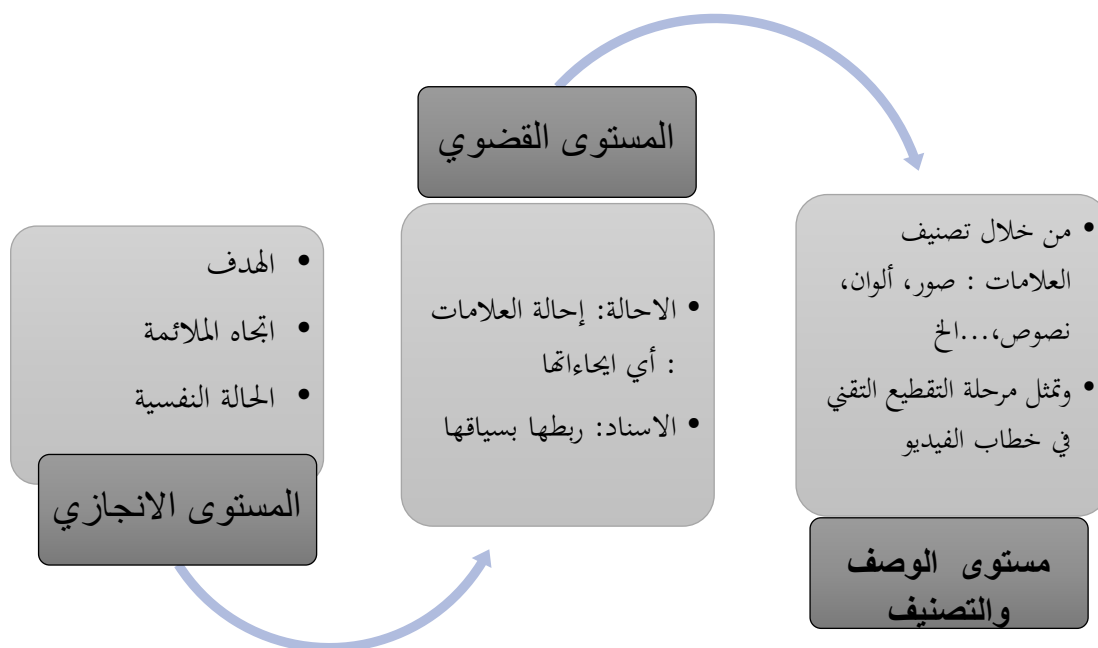 مستوى الوصف
والتصنيف
• من خلال تصنيف
العلامات : صور، ألوان،
نصوص،...الخ
• وتمثل مرحلة التقطيع التقني
في خطاب الفيديو
المستوى القضوي
• الاحالة: إحالة العلامات
: أي ايحاءاتها
• الاسناد: ربطها بسياقها
المستوى الانجازي
• الهدف
• اتجاه الملائمة
• الحالة النفسية